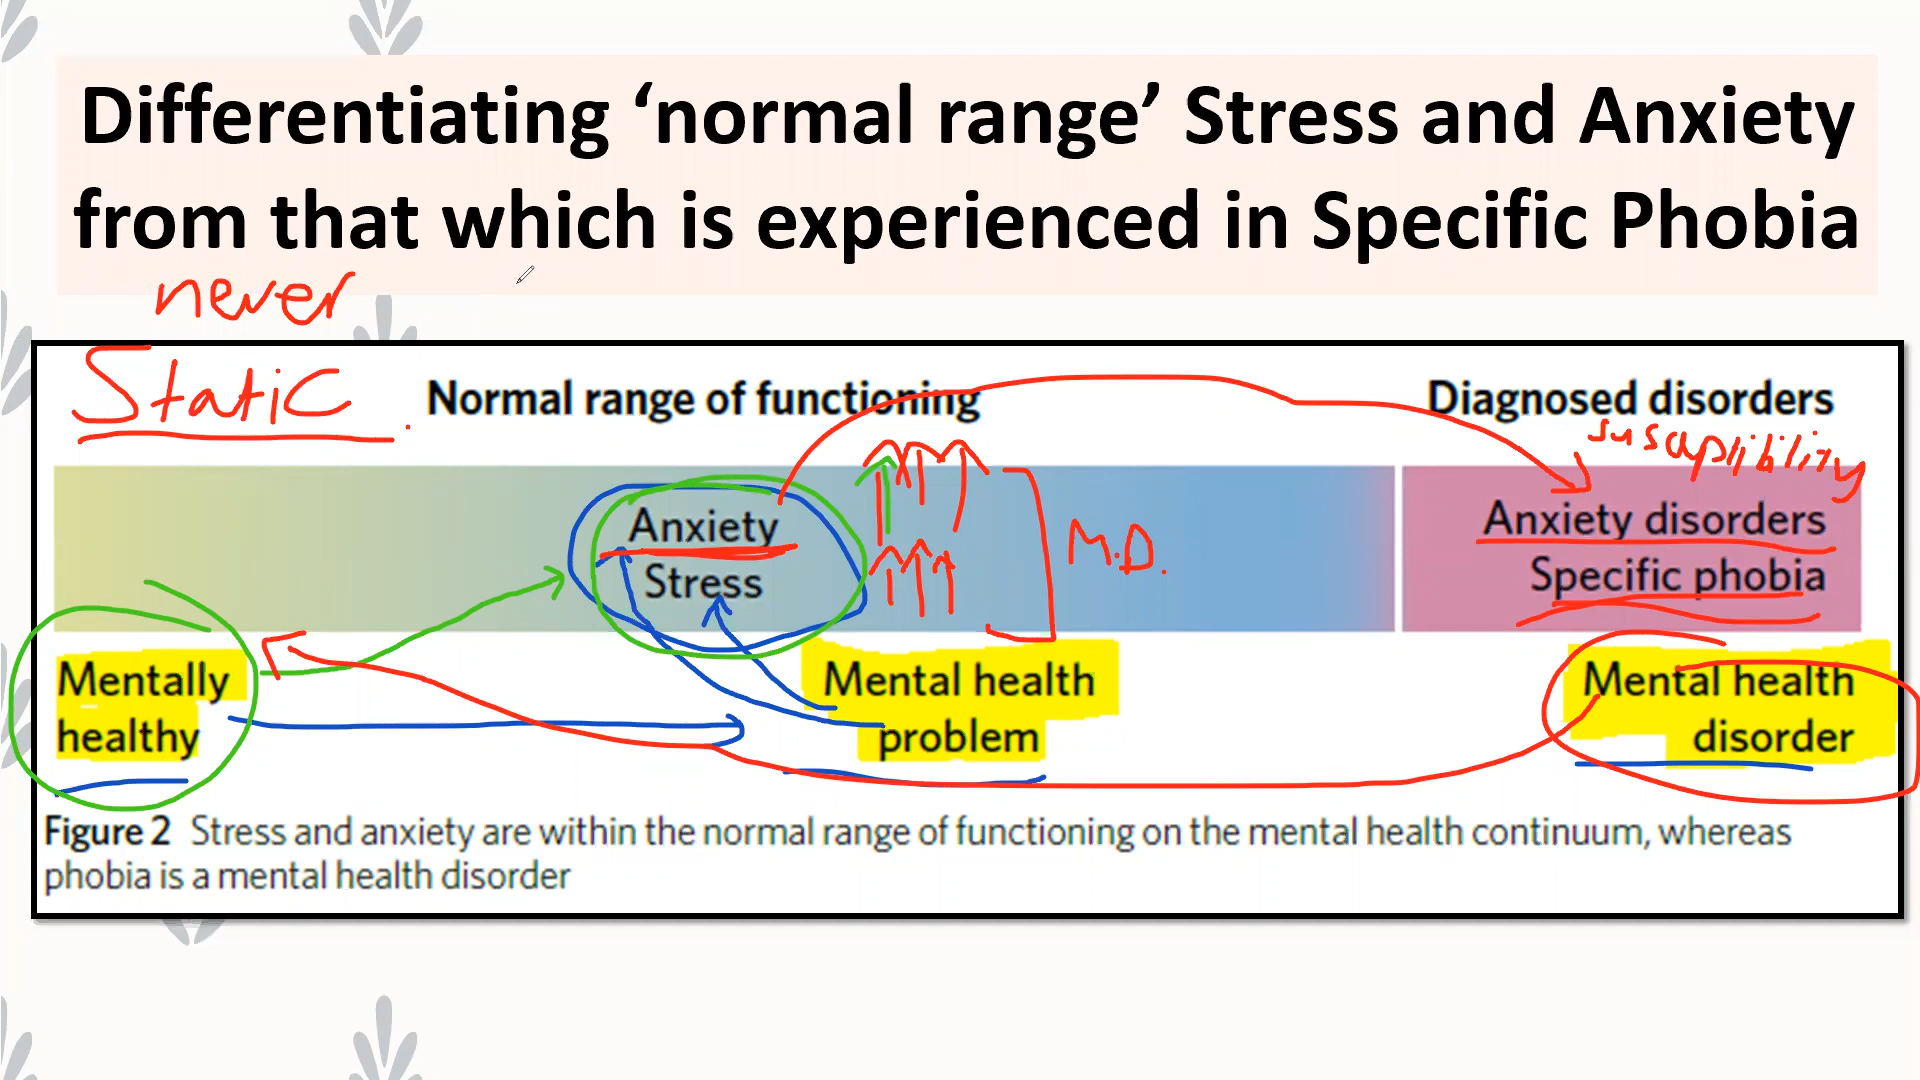 Differentiating ‘normal range’ Stress and Anxiety
from that which is experienced in Specific Phobia
never
Static.
Normal range of functioning
Diagnosed disorders
suscaptibility
Anxiety
Stress
M.D.
Anxiety disorders
Specific phobia
Mentally
healthy
Mental health
problem
Mental health
disorder
Figure 2 Stress and anxiety are within the normal range of functioning on the mental health continuum, whereas
phobia is a mental health disorder